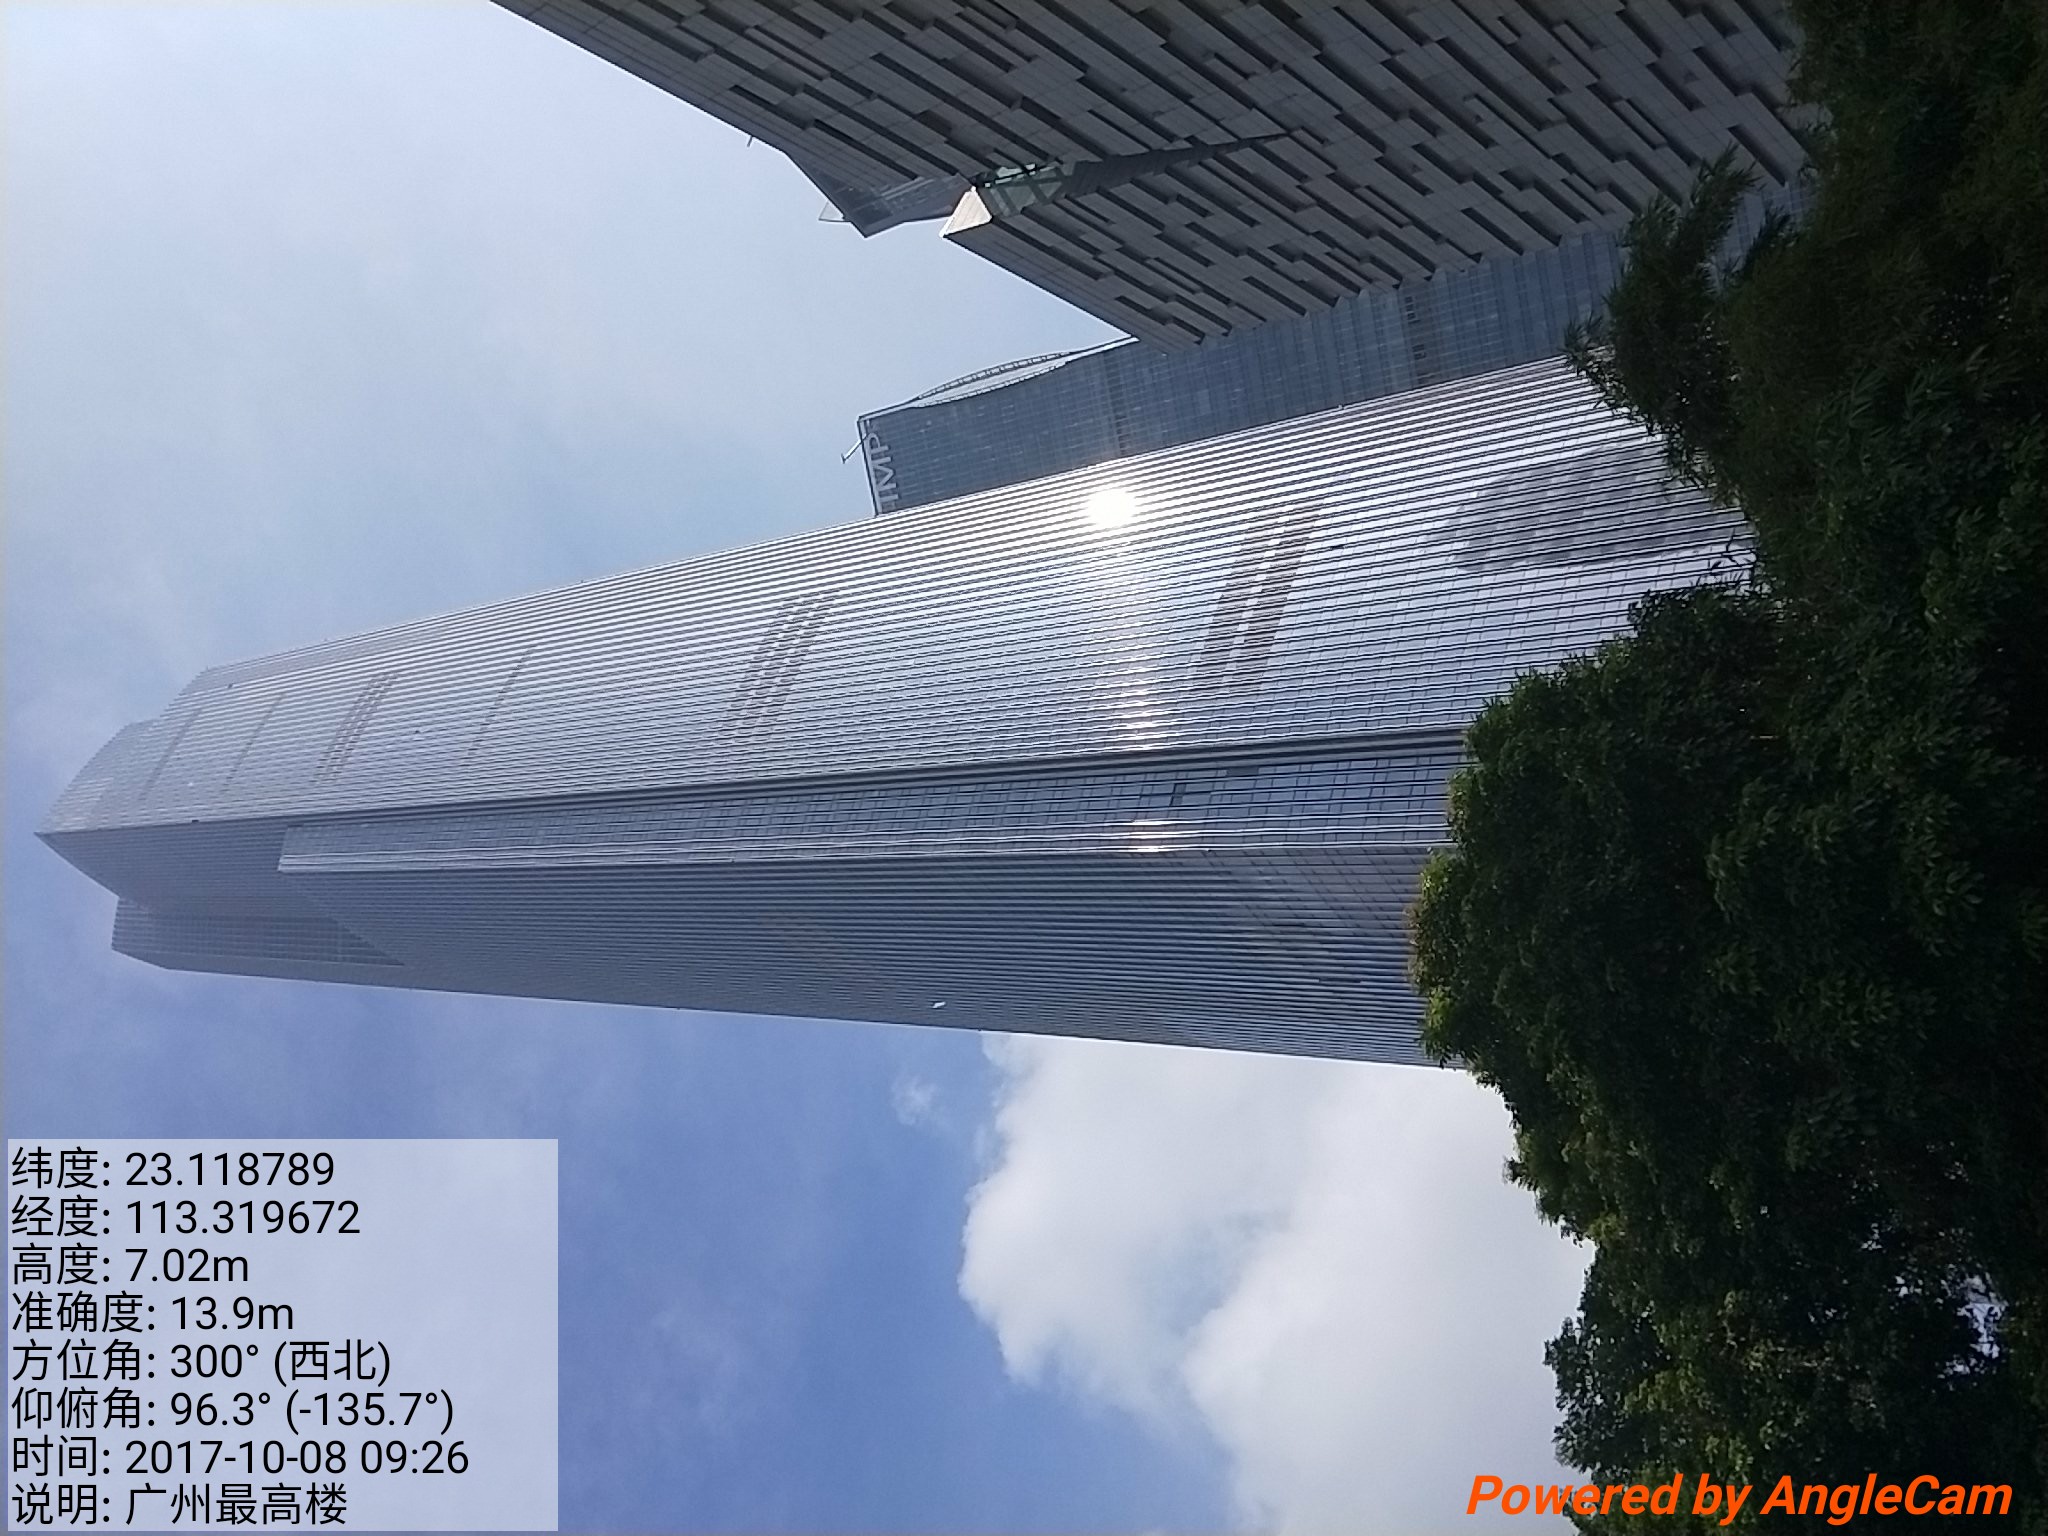 纬度: 23.118789
经度: 113.319672
高度: 7.02m
准确度: 13.9m
方位角: 300° (西北)
仰俯角: 96.3° (-135.7°)
时间: 2017-10-08 09:26
说明: 广州最高楼
Powered by AngleCam